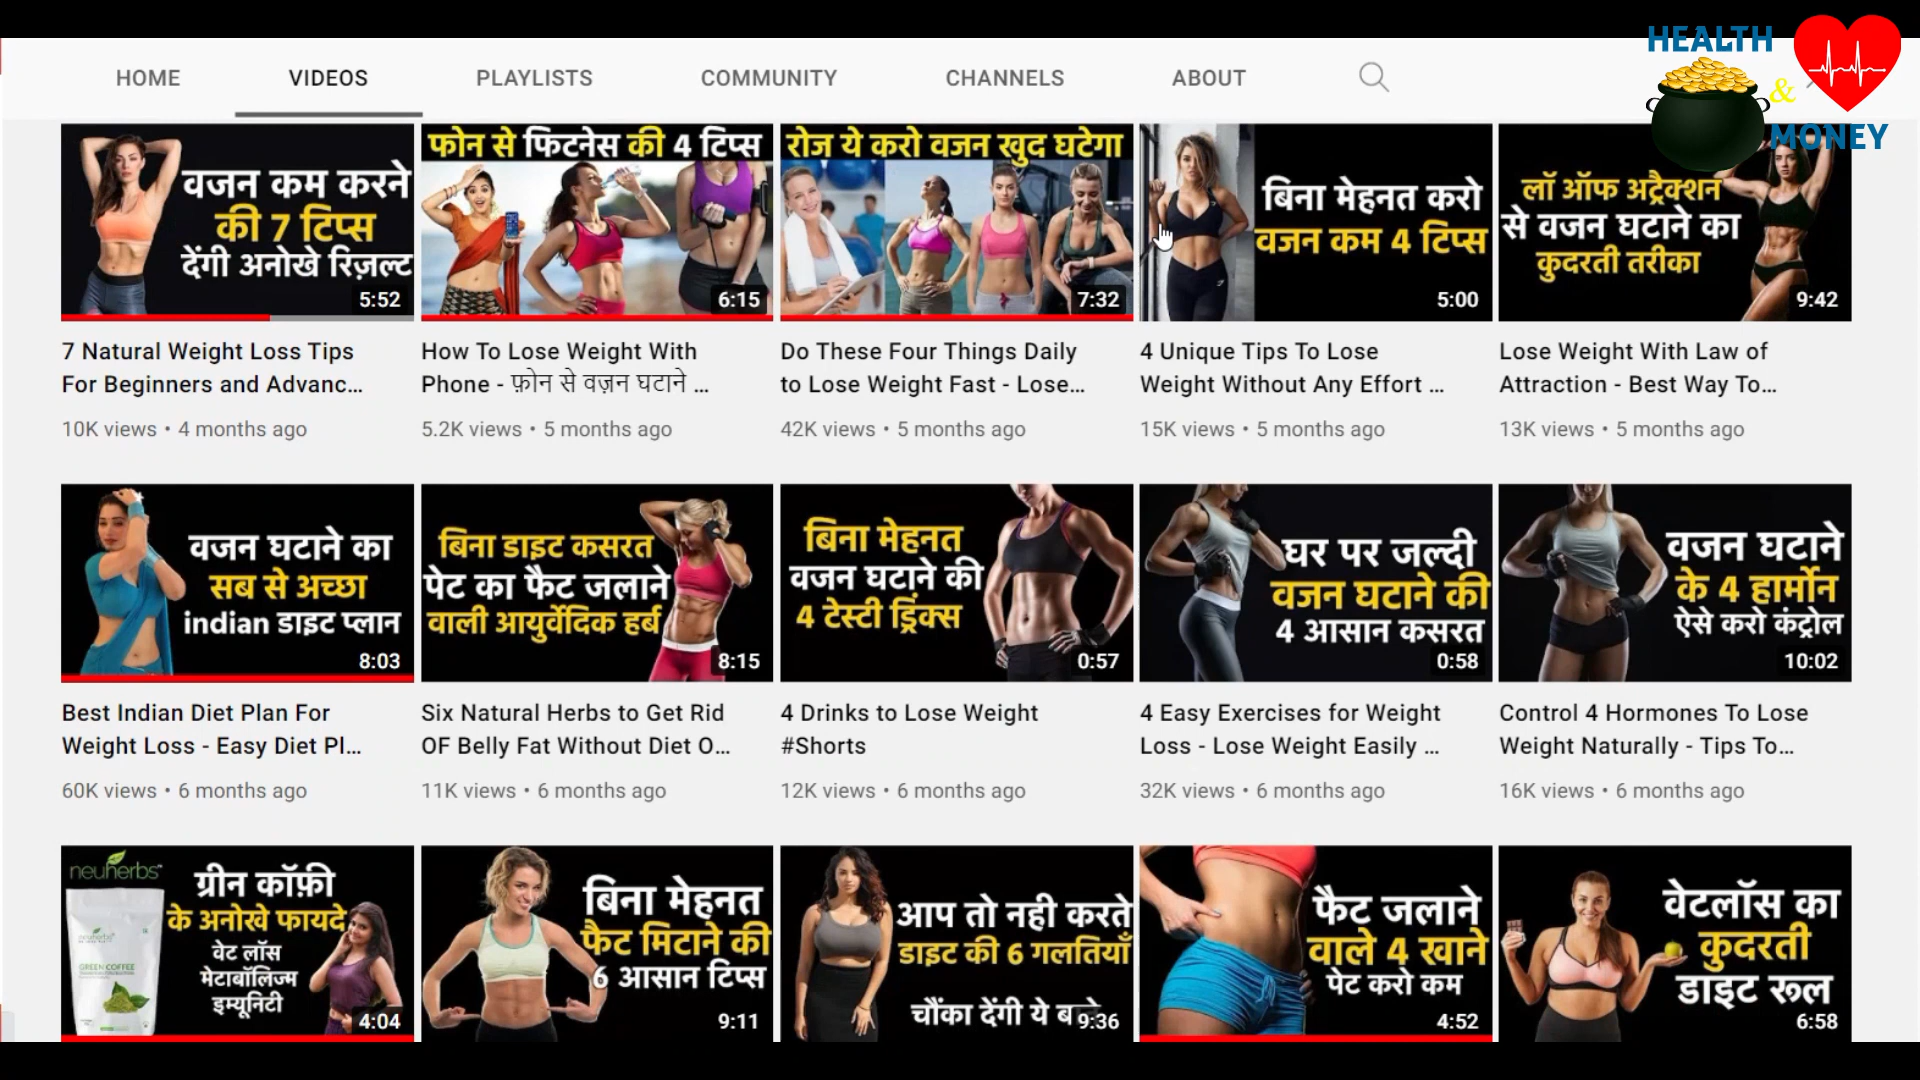 HEALTH
&
MONEY
HOME VIDEOS PLAYLISTS COMMUNITY CHANNELS ABOUT
वजन कम करने
की 7 टिप्स
देंगी अनोखे रिज़ल्ट
5:52
फोन से फिटनेस की 4 टिप्स
6:15
रोज ये करो वजन खुद घटेगा
7:32
बिना मेहनत करो
वजन कम 4 टिप्स
5:00
लॉ ऑफ अट्रैक्शन
से वजन घटाने का
कुदरती तरीका
9:42
7 Natural Weight Loss Tips
For Beginners and Advanc...
10K views • 4 months ago
How To Lose Weight With
Phone - फ़ोन से वज़न घटाने ...
5.2K views • 5 months ago
Do These Four Things Daily
to Lose Weight Fast - Lose...
42K views • 5 months ago
4 Unique Tips To Lose
Weight Without Any Effort ...
15K views • 5 months ago
Lose Weight With Law of
Attraction - Best Way To...
13K views • 5 months ago
वजन घटाने का
सब से अच्छा
indian डाइट प्लान
8:03
बिना डाइट कसरत
पेट का फैट जलाने
वाली आयुर्वेदिक हर्ब
8:15
बिना मेहनत
वजन घटाने की
4 टेस्टी ड्रिंक्स
0:57
घर पर जल्दी
वजन घटाने की
4 आसान कसरत
0:58
वजन घटाने
के 4 हार्मोन
ऐसे करो कंट्रोल
10:02
Best Indian Diet Plan For
Weight Loss - Easy Diet Pl...
60K views • 6 months ago
Six Natural Herbs to Get Rid
OF Belly Fat Without Diet O...
11K views • 6 months ago
4 Drinks to Lose Weight
#Shorts
12K views • 6 months ago
4 Easy Exercises for Weight
Loss - Lose Weight Easily ...
32K views • 6 months ago
Control 4 Hormones To Lose
Weight Naturally - Tips To...
16K views • 6 months ago
neuherbs
GREEN COFFEE
ग्रीन कॉफ़ी
के अनोखे फायदे
वेट लॉस
मेटाबॉलिज्म
इम्यूनिटी
4:04
बिना मेहनत
फैट मिटाने की
6 आसान टिप्स
9:11
आप तो नही करते
डाइट की 6 गलतियाँ
चौंका देंगी ये
9:36
फैट जलाने
वाले 4 खाने
पेट करो कम
4:52
वेटलॉस का
कुदरती
डाइट रूल
6:58